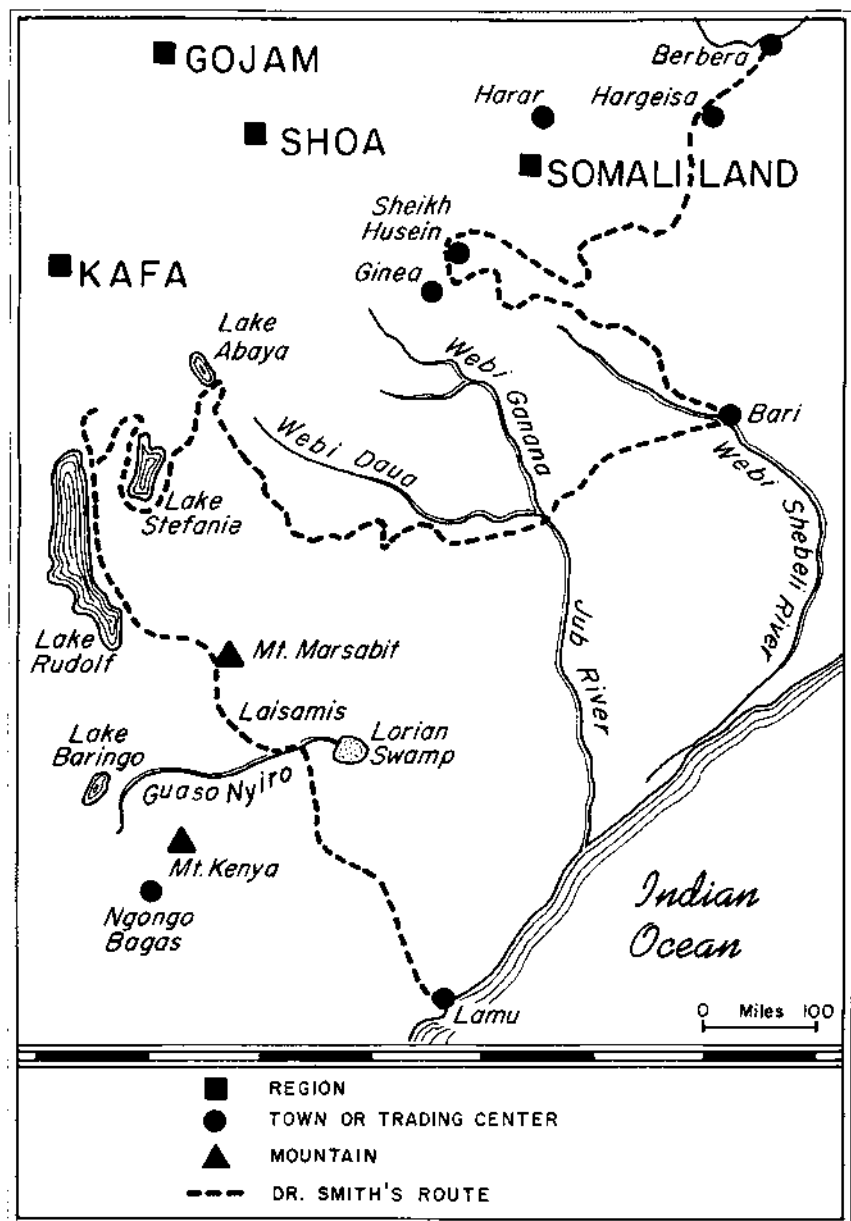 GOJAM
Berbera
Harar
Hargeisa
SHOA
SOMALILAND
Sheikh
Husein
Ginea
KAFA
Lake
Abaya
Webi Ganana
Bari
Webi Daua
Webi Shebeli River
Lake
Stefanie
Lake
Rudolf
Mt. Marsabit
Jub River
Laisamis
Lake
Baringo
Lorian
Swamp
Guaso Nyiro
Mt. Kenya
Ngongo
Bagas
Indian
Ocean
Lamu
0 Miles 100
REGION
TOWN OR TRADING CENTER
MOUNTAIN
DR. SMITH'S ROUTE